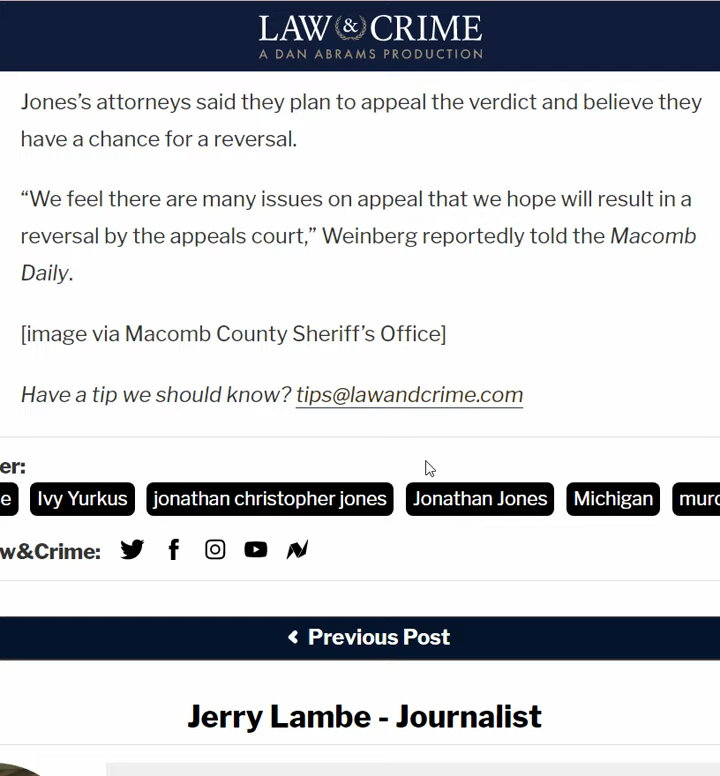 LAW & CRIME
A DAN ABRAMS PRODUCTION
Jones’s attorneys said they plan to appeal the verdict and believe they
have a chance for a reversal.
“We feel there are many issues on appeal that we hope will result in a
reversal by the appeals court,” Weinberg reportedly told the Macomb
Daily.
[image via Macomb County Sheriff’s Office]
Have a tip we should know? tips@lawandcrime.com
er:
e Ivy Yurkus jonathan christopher jones Jonathan Jones Michigan murd
w&Crime:
Previous Post
Jerry Lambe - Journalist